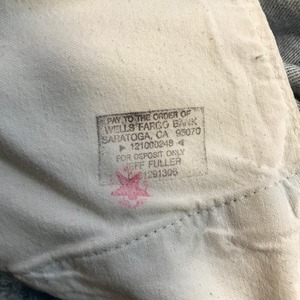 PAY TO THE ORDER OF
WELLS FARGO BANK
SARATOGA, CA 95070
► 121000248 ◄
FOR DEPOSIT ONLY
JEFF FULLER